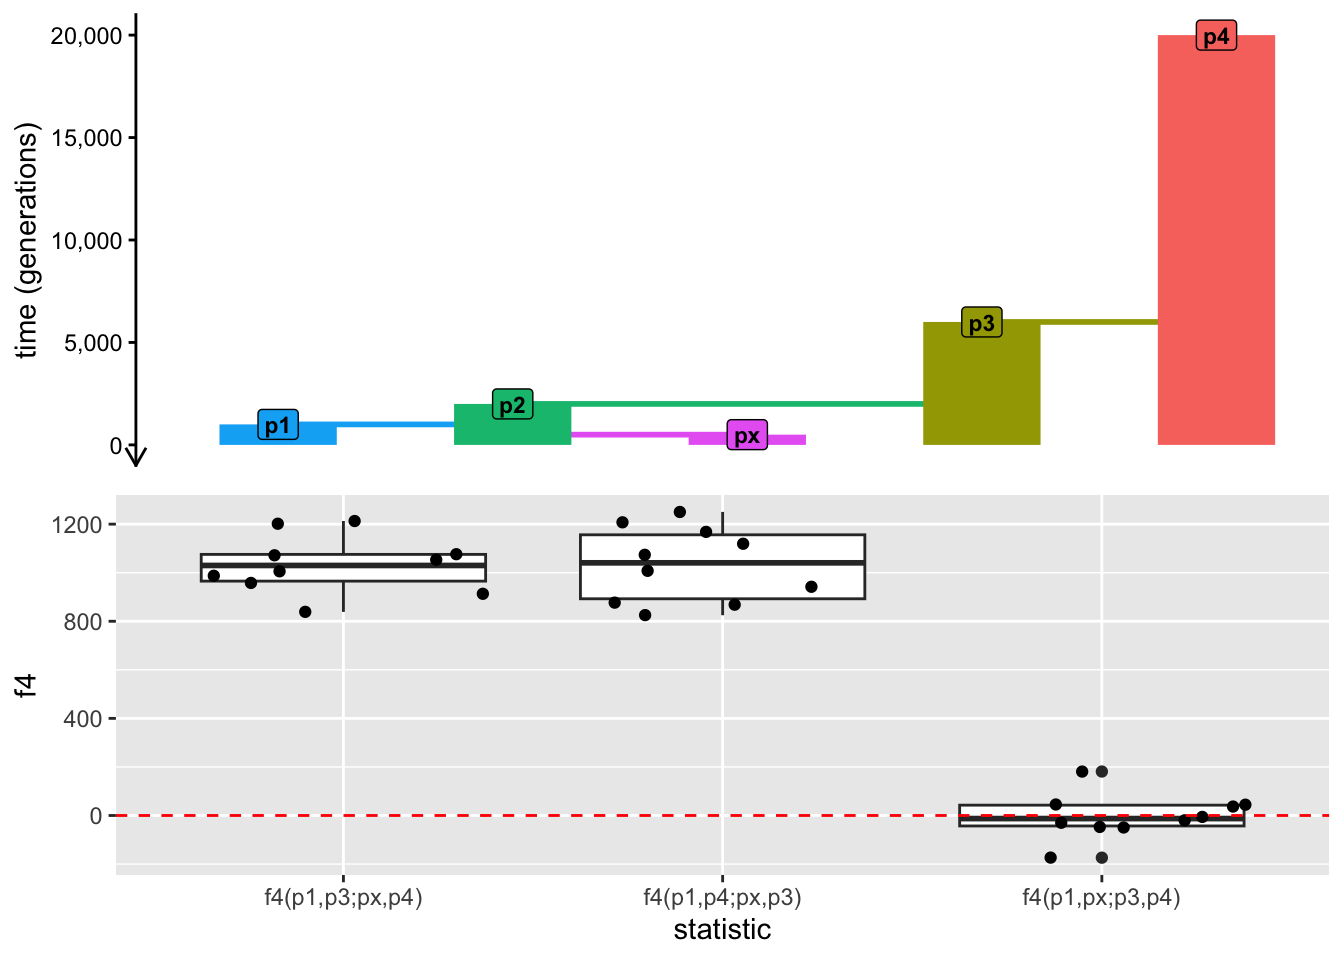 20,000
15,000
10,000
5,000
0
time (generations)
p4
p3
p2
p1
px
1200
800
400
0
f4
f4(p1,p3;px,p4)
f4(p1,p4;px,p3)
f4(p1,px;p3,p4)
statistic